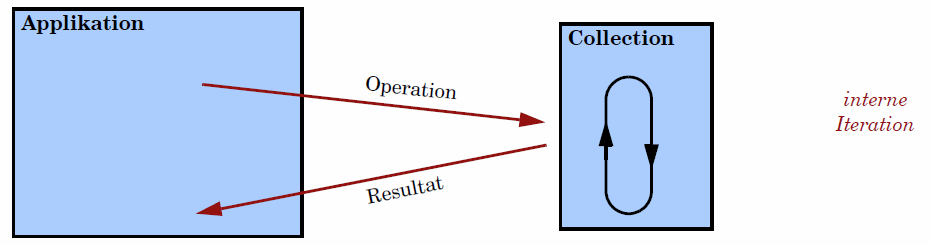 Applikation
Collection
Operation
Resultat
interne
Iteration